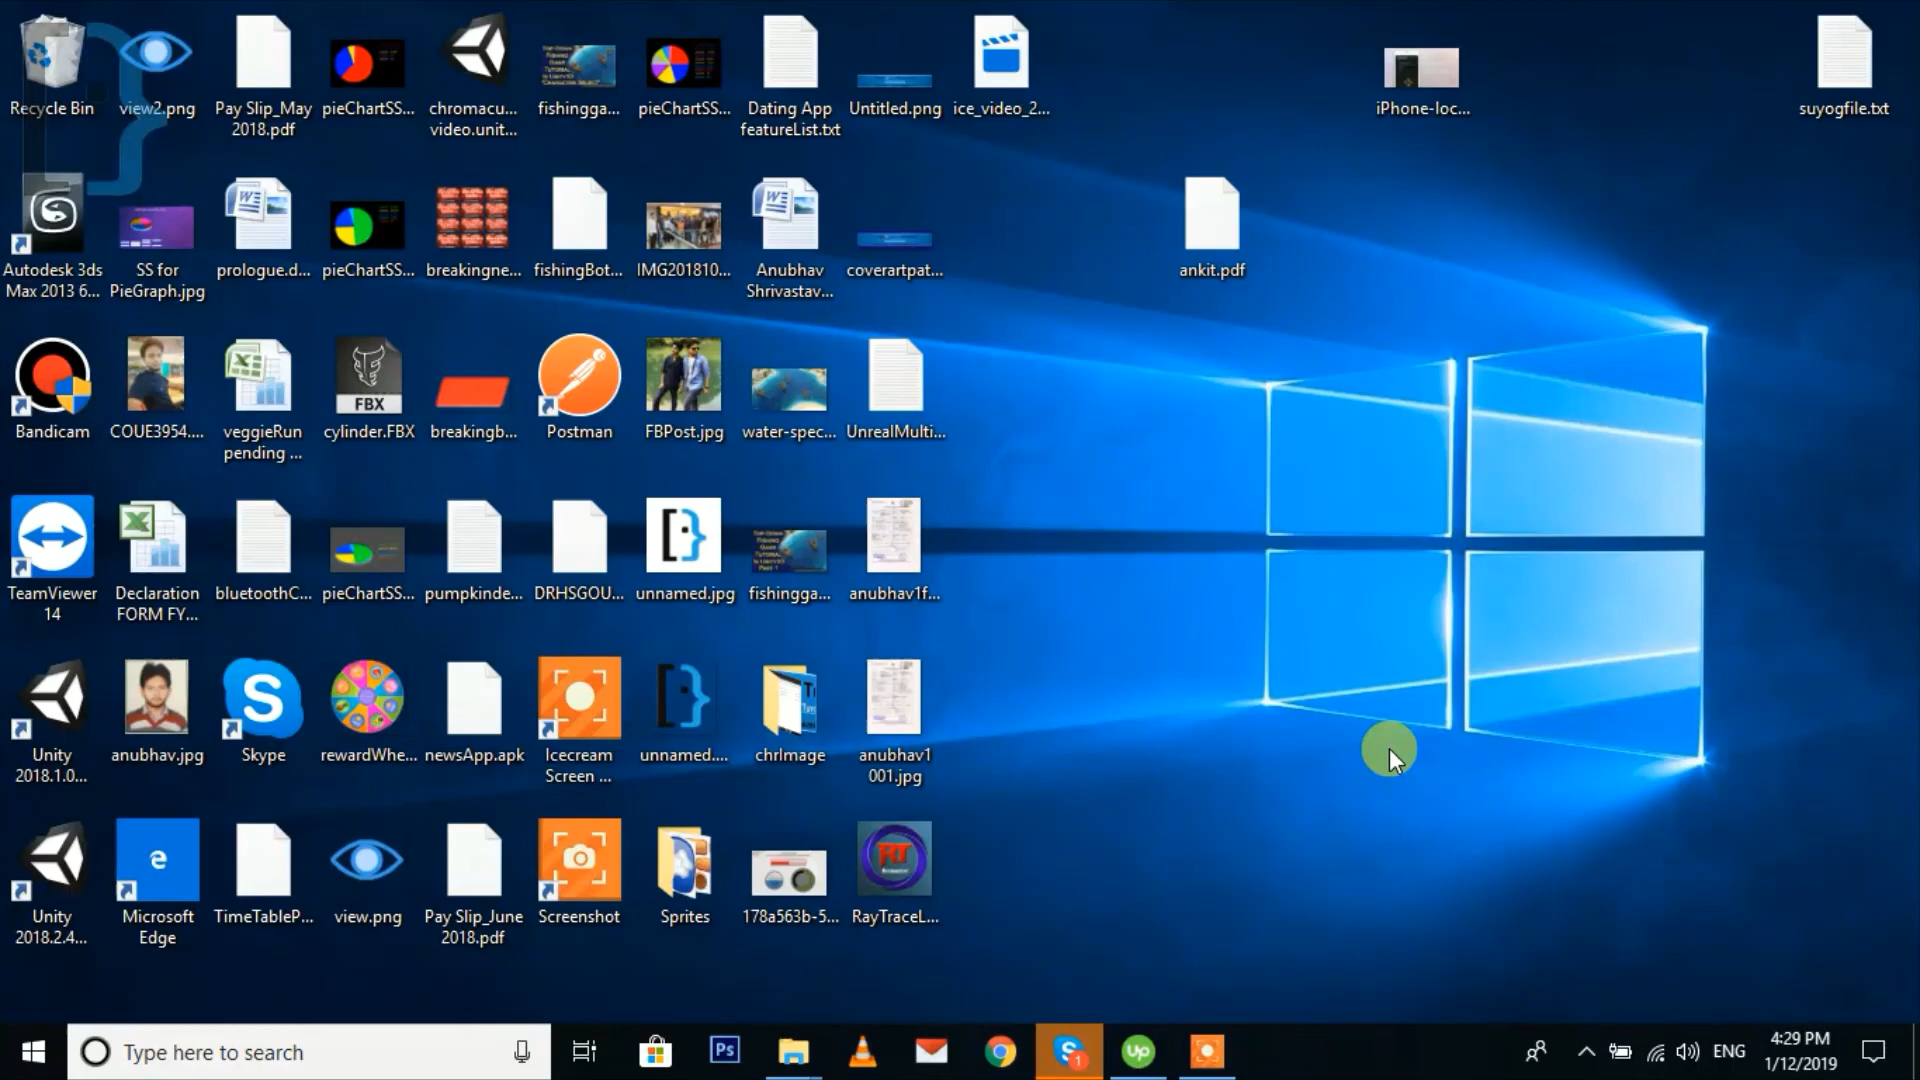 Recycle Bin
view2.png
Pay Slip_May
2018.pdf
pieChartSS...
chromacu...
video.unit...
fishingga...
pieChartSS...
Dating App
featureList.txt
Untitled.png
ice_video_2...
iPhone-loc...
suyogfile.txt
Autodesk 3ds
Max 2013 6...
SS for
PieGraph.jpg
prologue.d...
pieChartSS...
breakingne...
fishingBot...
IMG201810...
Anubhav
Shrivastav...
coverartpat...
ankit.pdf
Bandicam
COUE3954....
veggieRun
pending ...
FBX
cylinder.FBX
breakingb...
Postman
FBPost.jpg
water-spec...
UnrealMulti...
TeamViewer
14
Declaration
FORM FY...
bluetoothC...
pieChartSS...
pumpkinde...
DRHSGOU...
unnamed.jpg
fishingga...
anubhav1f...
Unity
2018.1.0...
anubhav.jpg
Skype
rewardWhe...
newsApp.apk
Icecream
Screen ...
unnamed....
chrImage
anubhav1
001.jpg
Unity
2018.2.4...
Microsoft
Edge
TimeTableP...
view.png
Pay Slip_June
2018.pdf
Screenshot
Sprites
178a563b-5...
RT
RayTraceL...
Type here to search
Ps
S
1
Up
ENG
4:29 PM
1/12/2019